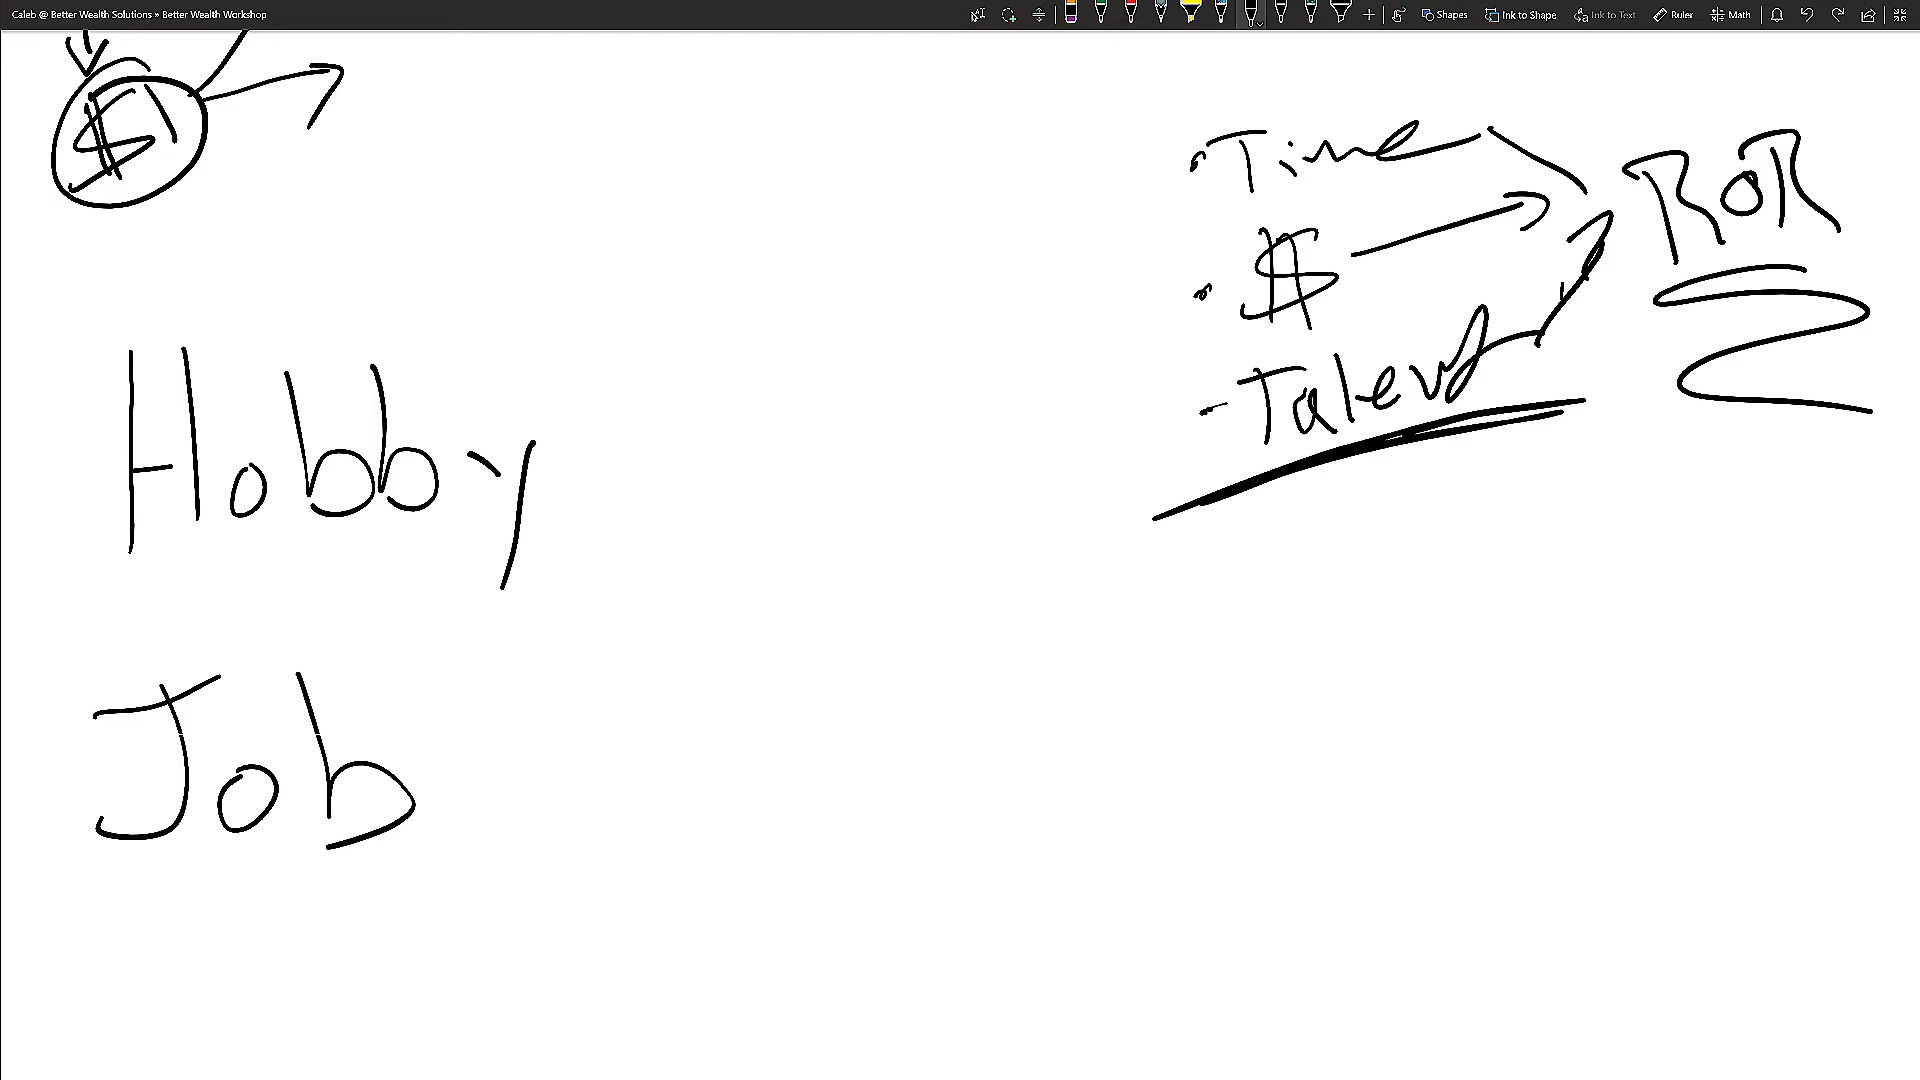 Caleb @ Better Wealth Solutions » Better Wealth Workshop
Shapes Ink to Shape Ink to Text Ruler Math
$
• Time
• $
- Talent
ROR
Hobby
Job